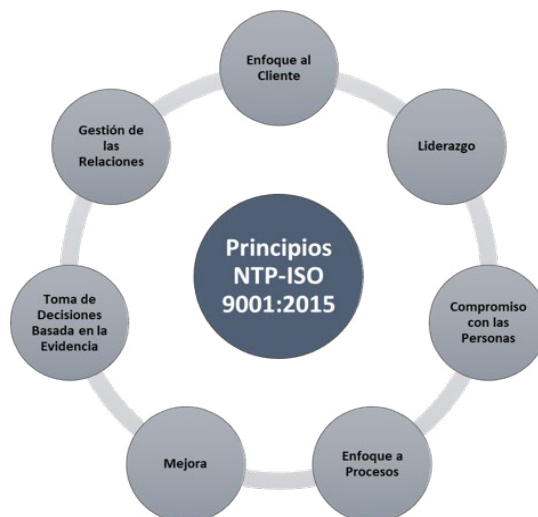 Enfoque al
Cliente
Liderazgo
Compromiso
con las
Personas
Enfoque a
Procesos
Mejora
Toma de
Decisiones
Basada en la
Evidencia
Gestión de
las
Relaciones
Principios
NTP-ISO
9001:2015